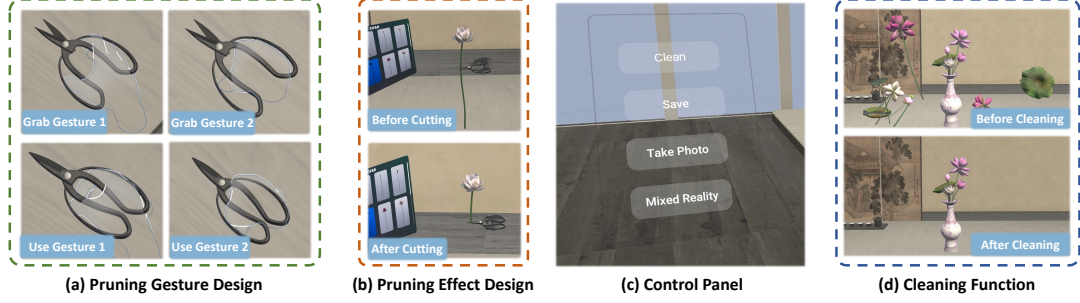 Grab Gesture 1
Grab Gesture 2
Use Gesture 1
Use Gesture 2
(a) Pruning Gesture Design
Before Cutting
After Cutting
(b) Pruning Effect Design
Clean
Save
Take Photo
Mixed Reality
(c) Control Panel
Before Cleaning
After Cleaning
(d) Cleaning Function